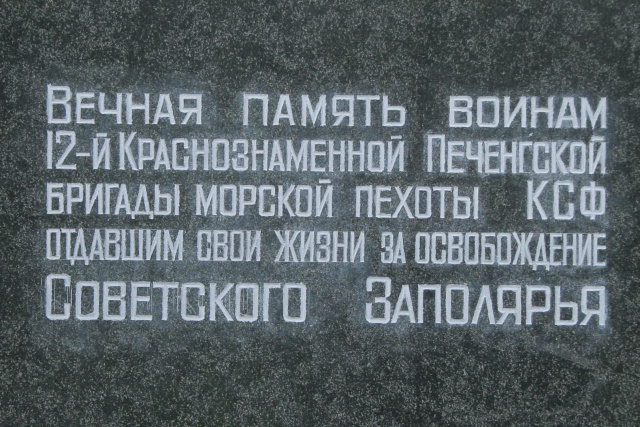 Вечная память воинам
12-й Краснознаменной Печенгской
бригады морской пехоты КСФ
отдавшим свои жизни за освобождение
Советского Заполярья